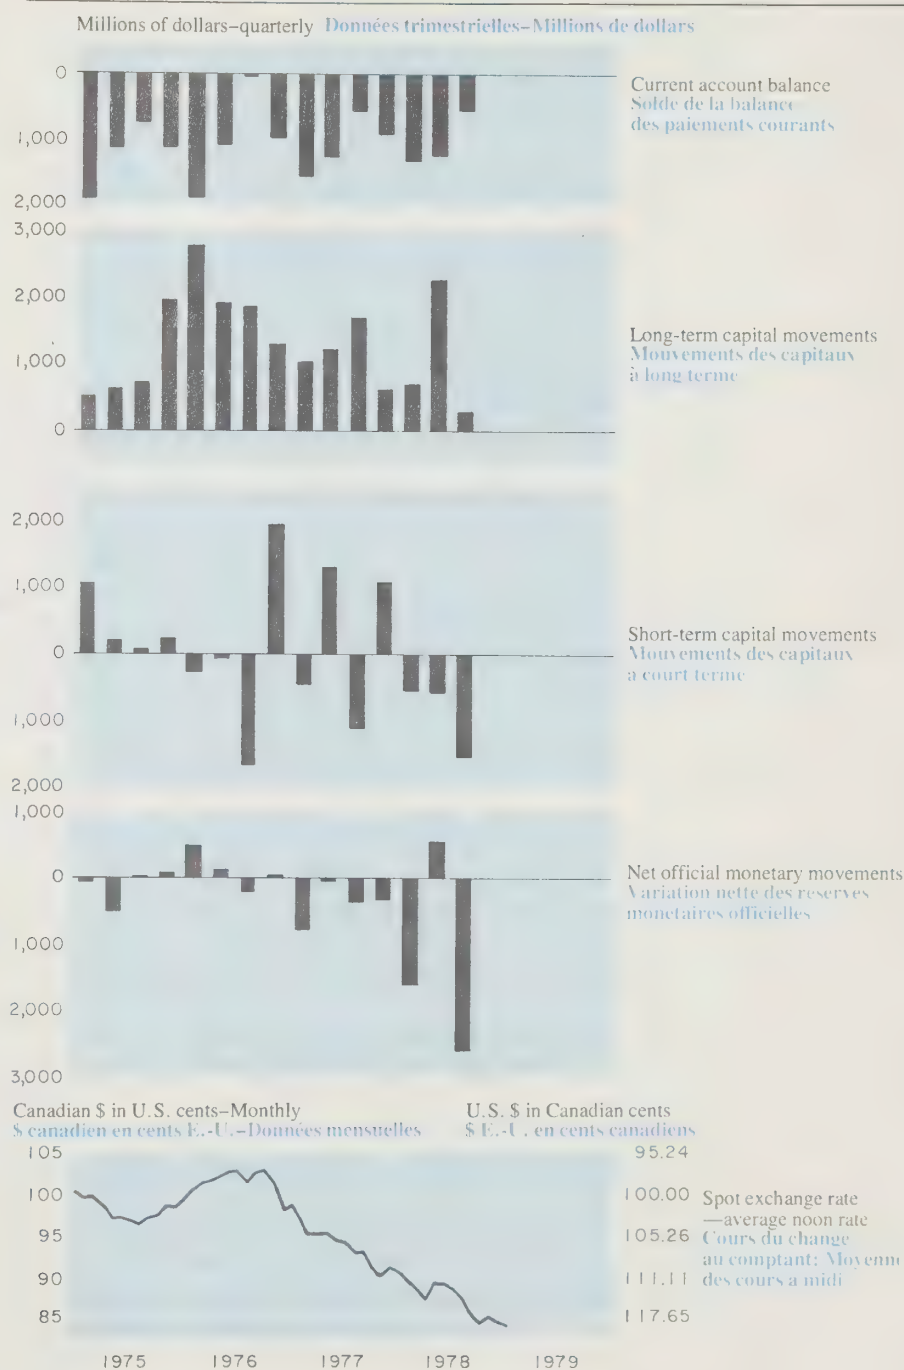 Millions of dollars–quarterly Données trimestrielles–Millions de dollars
0
1,000
2,000
Current account balance
Solde de la balance
des paiements courants
3,000
2,000
1,000
0
Long-term capital movements
Mouvements des capitaux
à long terme
2,000
1,000
0
1,000
2,000
Short-term capital movements
Mouvements des capitaux
a court terme
1,000
0
1,000
2,000
3,000
Net official monetary movements
Variation nette des reserves
monetaires officielles
Canadian $ in U.S. cents–Monthly
$ canadien en cents E.-U.–Données mensuelles
U.S. $ in Canadian cents
$ E.-U. en cents canadiens
105
100
95
90
85
95.24
100.00
105.26
111.11
117.65
Spot exchange rate
—average noon rate
Cours du change
au comptant: Moyenn
des cours a midi
1975 1976 1977 1978 1979